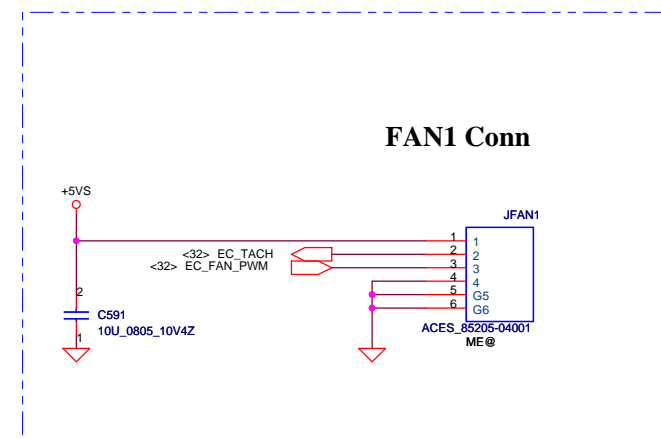 FAN1 Conn
+5VS
JFAN1
<32> EC_TACH
<32> EC_FAN_PWM
1 1
2 2
3 3
4 4
5 G5
6 G6
2
C591
10U_0805_10V4Z
1
ACES_85205-04001
ME@